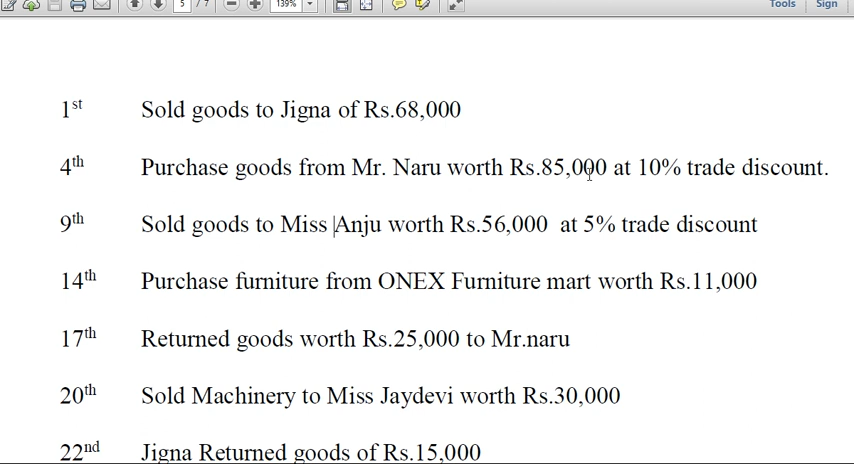 5 / 7 139% Tools Sign
1st Sold goods to Jigna of Rs.68,000
4th Purchase goods from Mr. Naru worth Rs.85,000 at 10% trade discount.
9th Sold goods to Miss Anju worth Rs.56,000 at 5% trade discount
14th Purchase furniture from ONEX Furniture mart worth Rs.11,000
17th Returned goods worth Rs.25,000 to Mr.naru
20th Sold Machinery to Miss Jaydevi worth Rs.30,000
22nd Jigna Returned goods of Rs.15,000